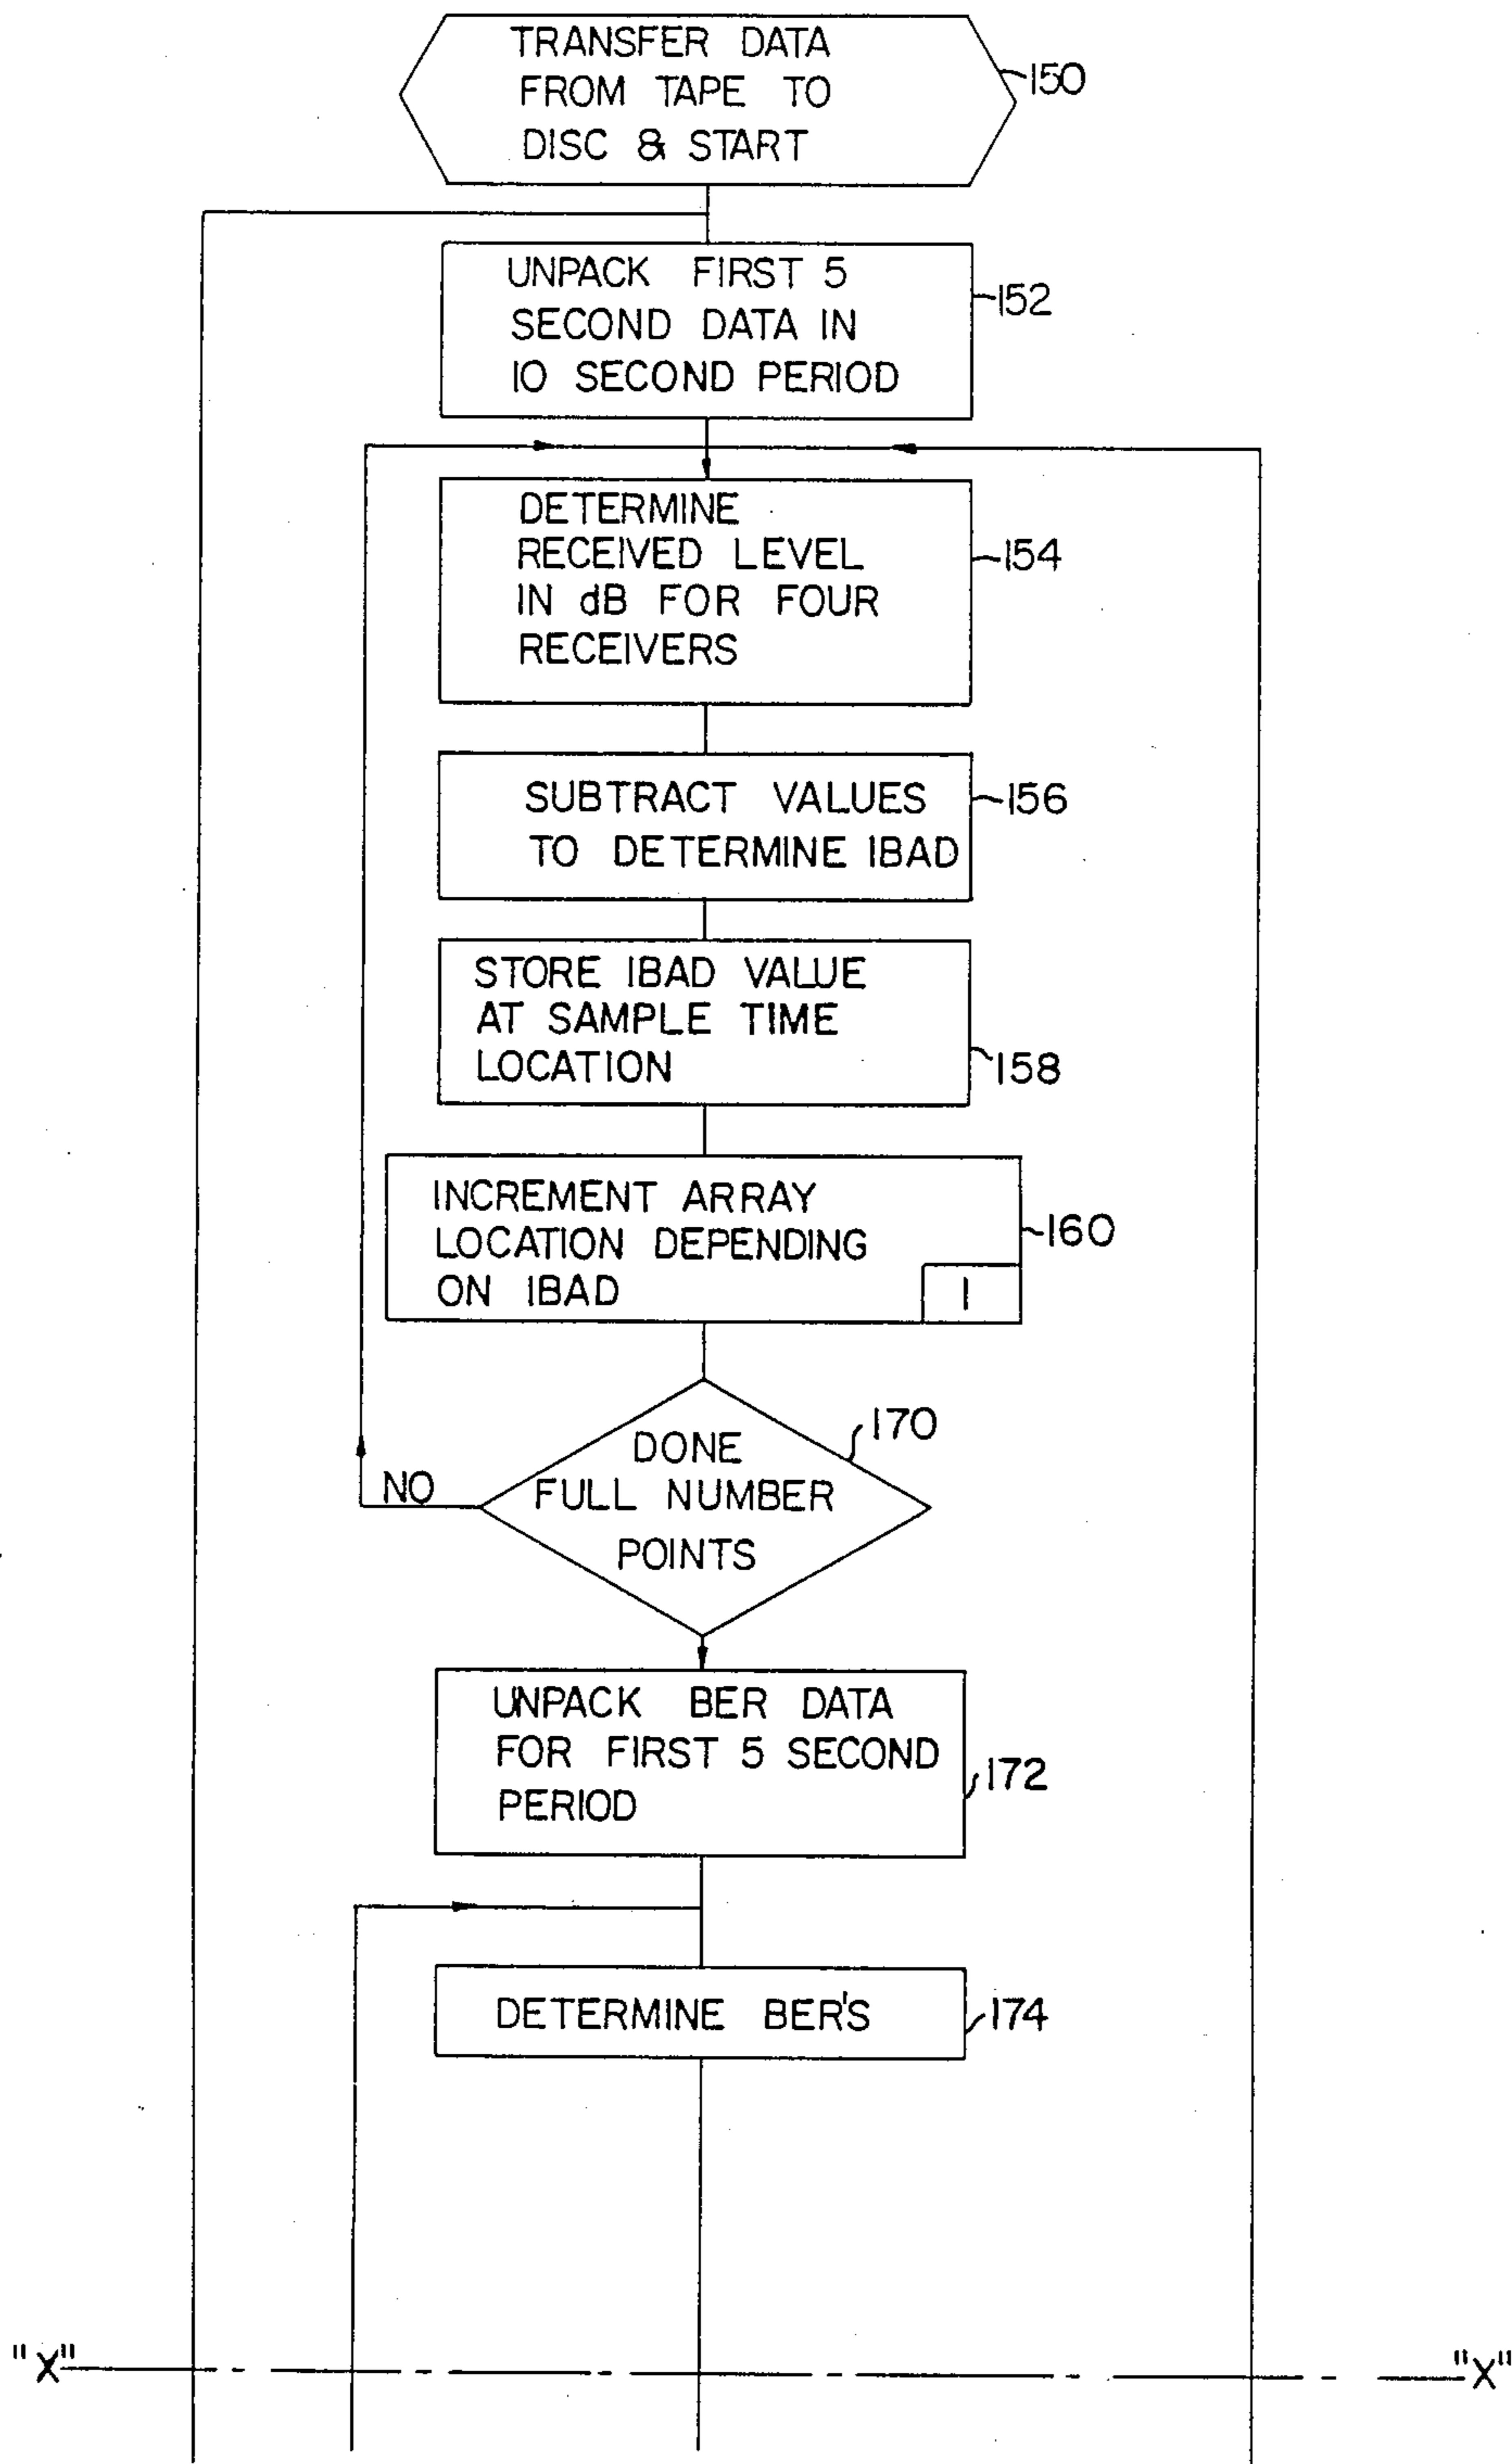 TRANSFER DATA
FROM TAPE TO
DISC & START
150
UNPACK FIRST 5
SECOND DATA IN
10 SECOND PERIOD
152
DETERMINE
RECEIVED LEVEL
IN dB FOR FOUR
RECEIVERS
154
SUBTRACT VALUES
TO DETERMINE IBAD
156
STORE IBAD VALUE
AT SAMPLE TIME
LOCATION
158
INCREMENT ARRAY
LOCATION DEPENDING
ON IBAD
1
160
DONE
FULL NUMBER
POINTS
170
NO
UNPACK BER DATA
FOR FIRST 5 SECOND
PERIOD
172
DETERMINE BER'S
174
"X" "X"